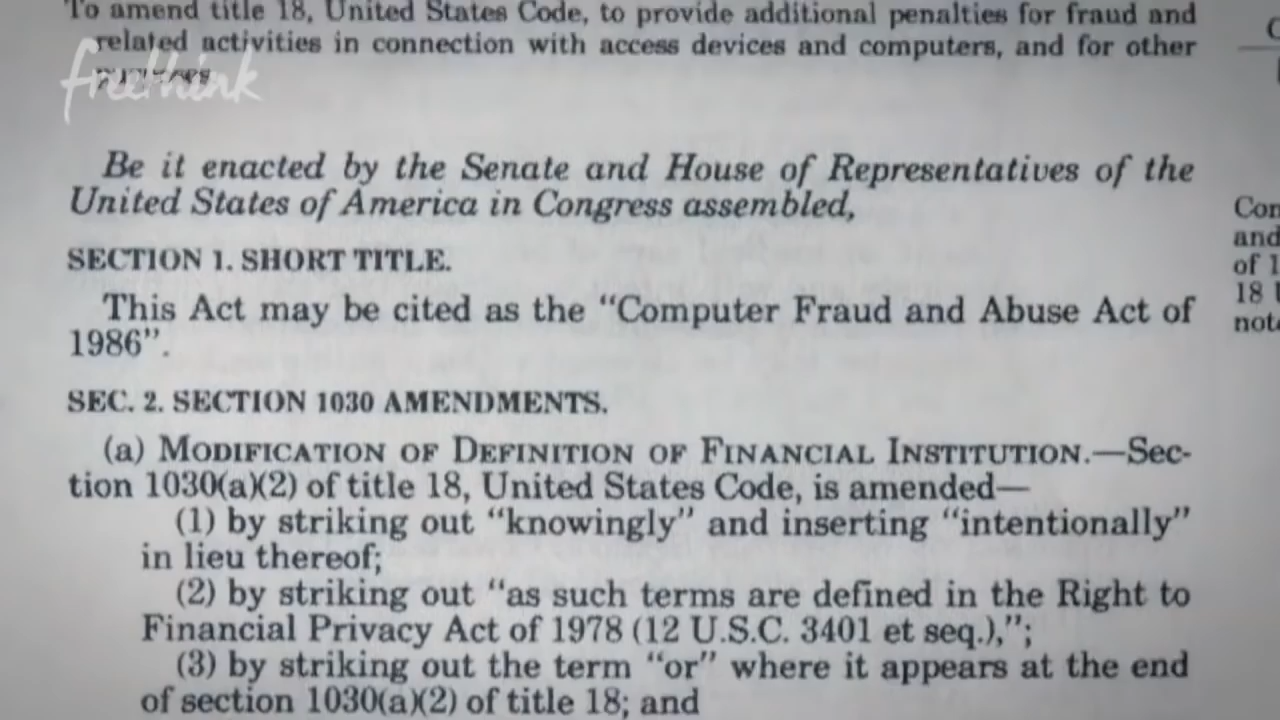 To amend title 18, United States Code, to provide additional penalties for fraud and
related activities in connection with access devices and computers, and for other
freethink
Be it enacted by the Senate and House of Representatives of the
United States of America in Congress assembled,
SECTION 1. SHORT TITLE.
This Act may be cited as the “Computer Fraud and Abuse Act of
1986”.
SEC. 2. SECTION 1030 AMENDMENTS.
(a) MODIFICATION OF DEFINITION OF FINANCIAL INSTITUTION.—Sec-
tion 1030(a)(2) of title 18, United States Code, is amended—
(1) by striking out “knowingly” and inserting “intentionally”
in lieu thereof;
(2) by striking out “as such terms are defined in the Right to
Financial Privacy Act of 1978 (12 U.S.C. 3401 et seq.),”;
(3) by striking out the term “or” where it appears at the end
of section 1030(a)(2) of title 18; and
and
of 1
18